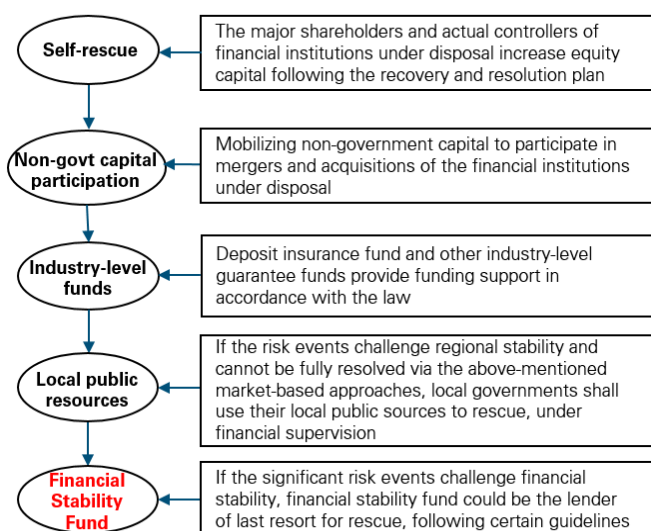 Self-rescue
The major shareholders and actual controllers of
financial institutions under disposal increase equity
capital following the recovery and resolution plan
Non-govt capital
participation
Mobilizing non-government capital to participate in
mergers and acquisitions of the financial institutions
under disposal
Industry-level
funds
Deposit insurance fund and other industry-level
guarantee funds provide funding support in
accordance with the law
Local public
resources
If the risk events challenge regional stability and
cannot be fully resolved via the above-mentioned
market-based approaches, local governments shall
use their local public sources to rescue, under
financial supervision
Financial
Stability
Fund
If the significant risk events challenge financial
stability, financial stability fund could be the lender
of last resort for rescue, following certain guidelines